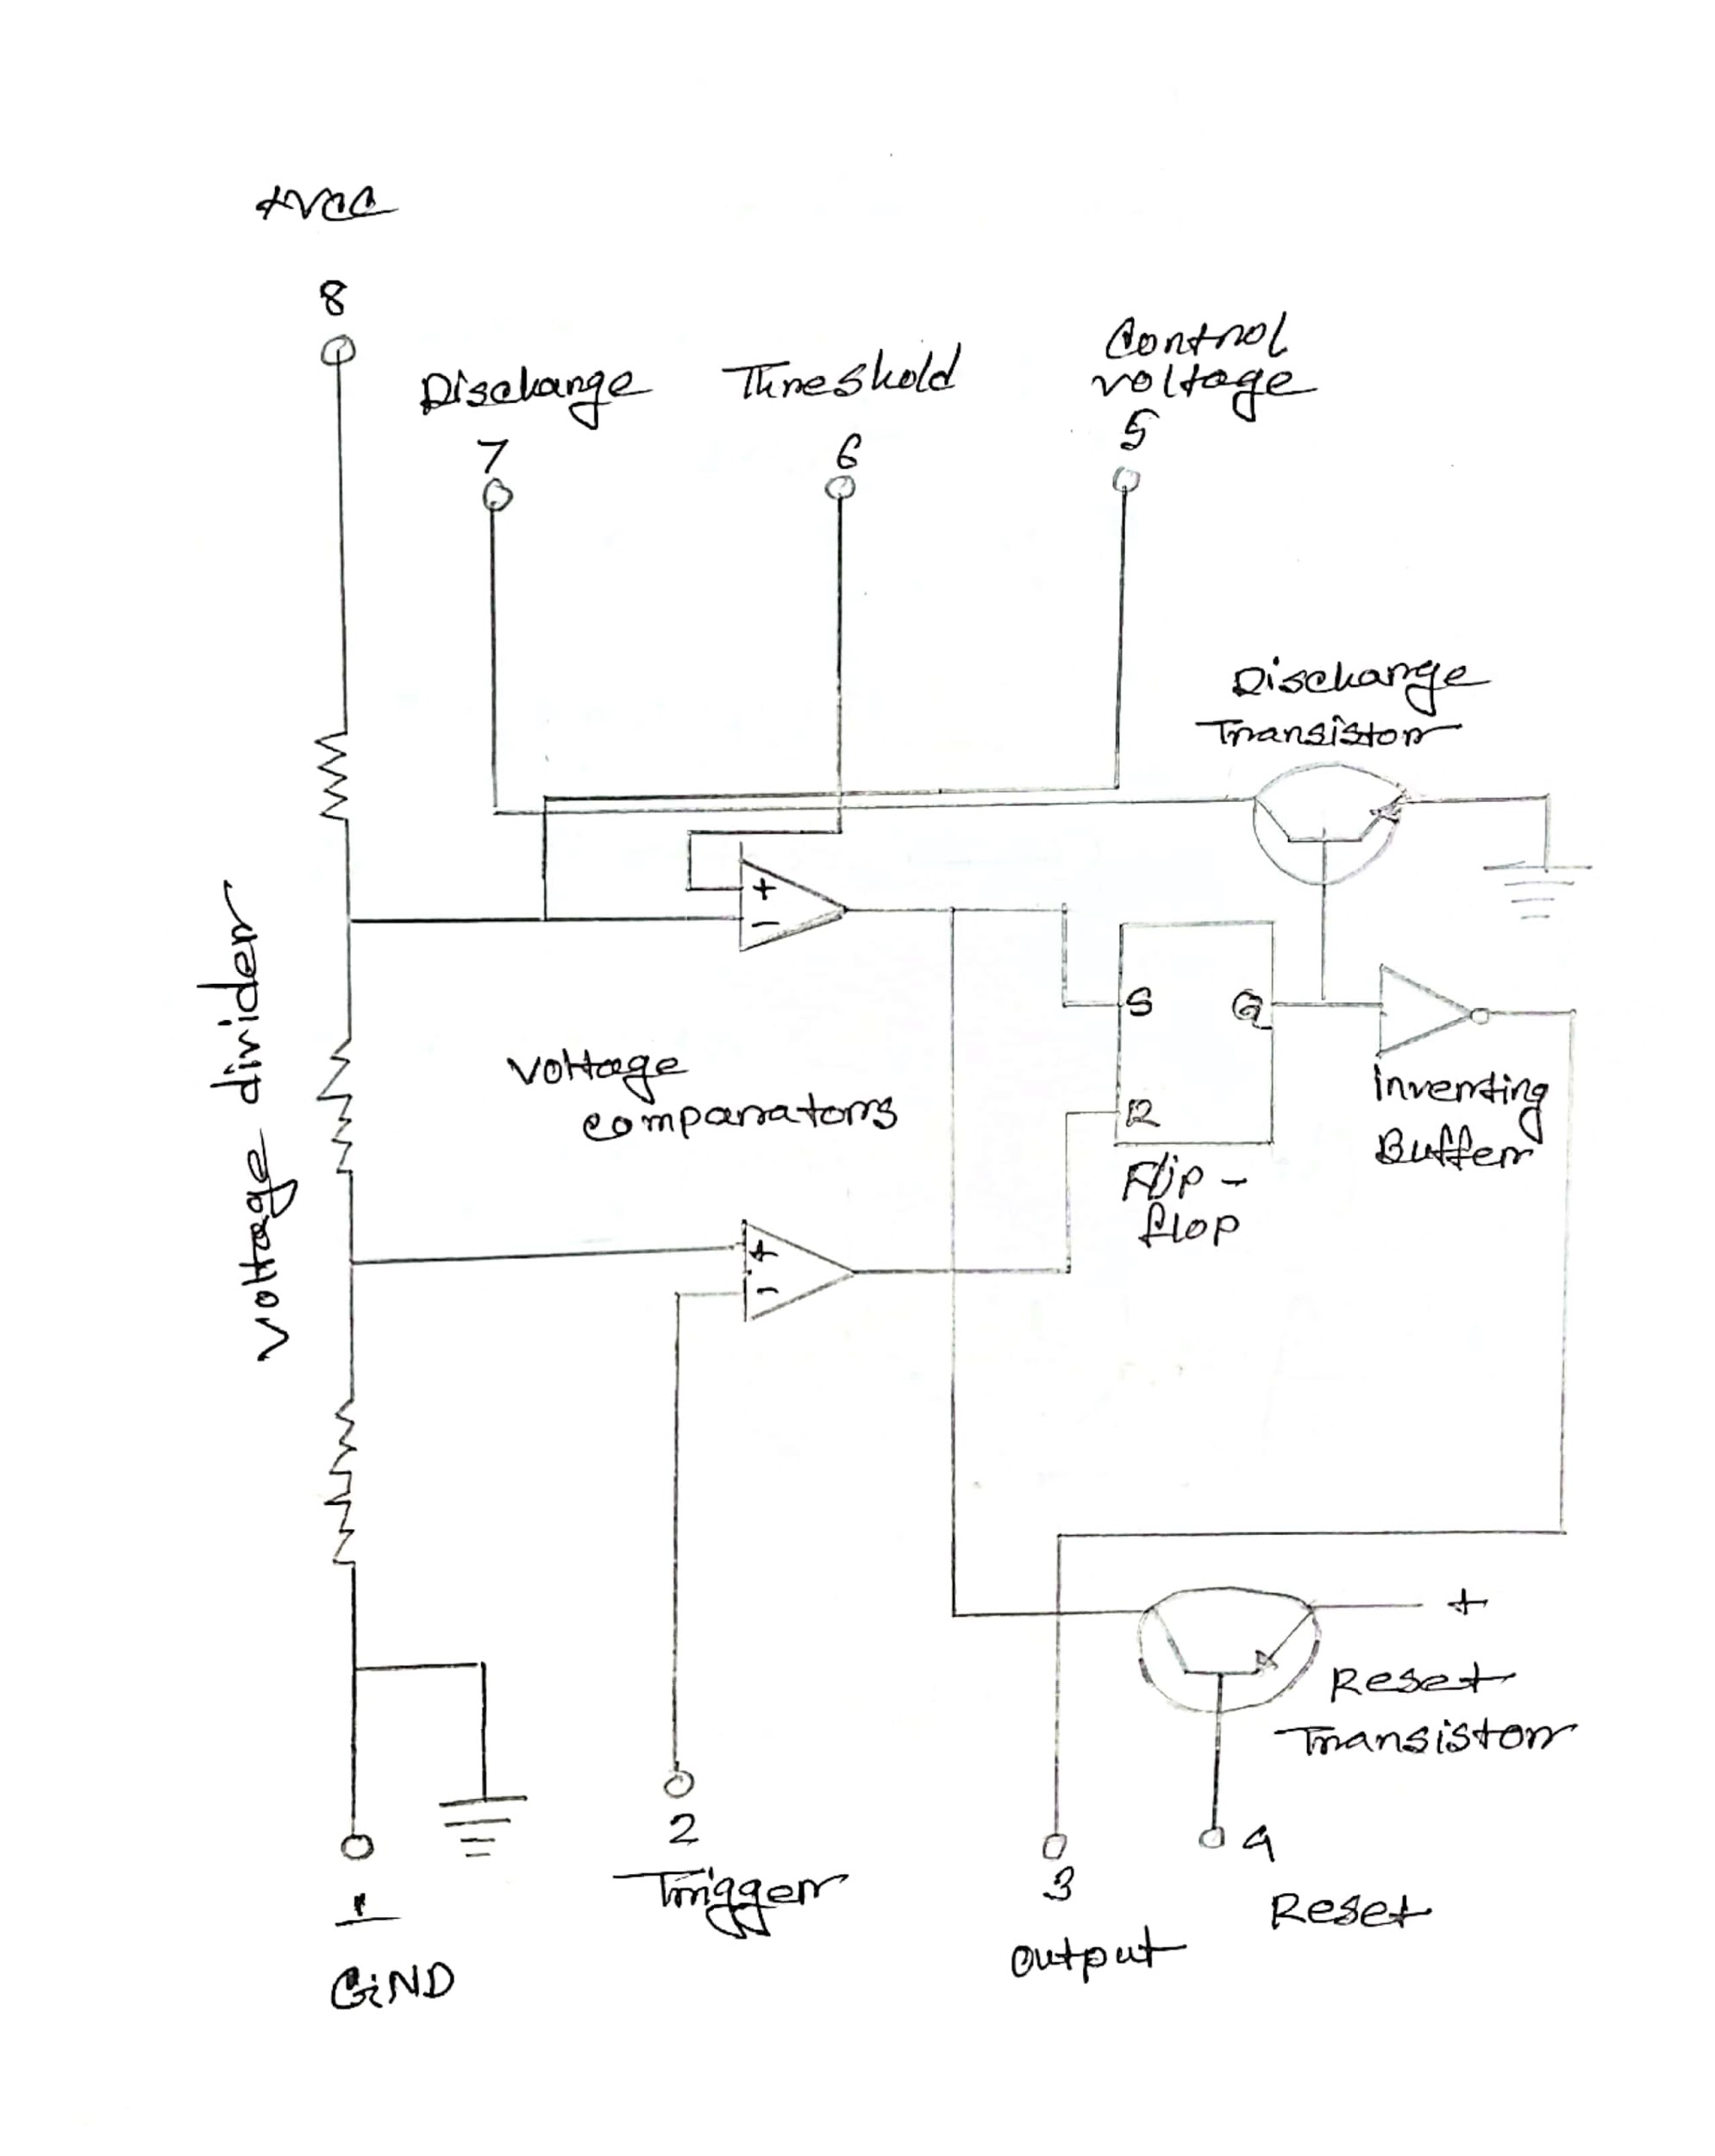 +Vcc
8
Discharge
7
Threshold
6
Control
voltage
5
Discharge
Transistor
+
-
S
Q
R
Flip -
flop
Inverting
Buffer
Voltage
comparators
Voltage divider
+
-
+
Reset
Transistor
1
GND
2
Trigger
3
output
4
Reset